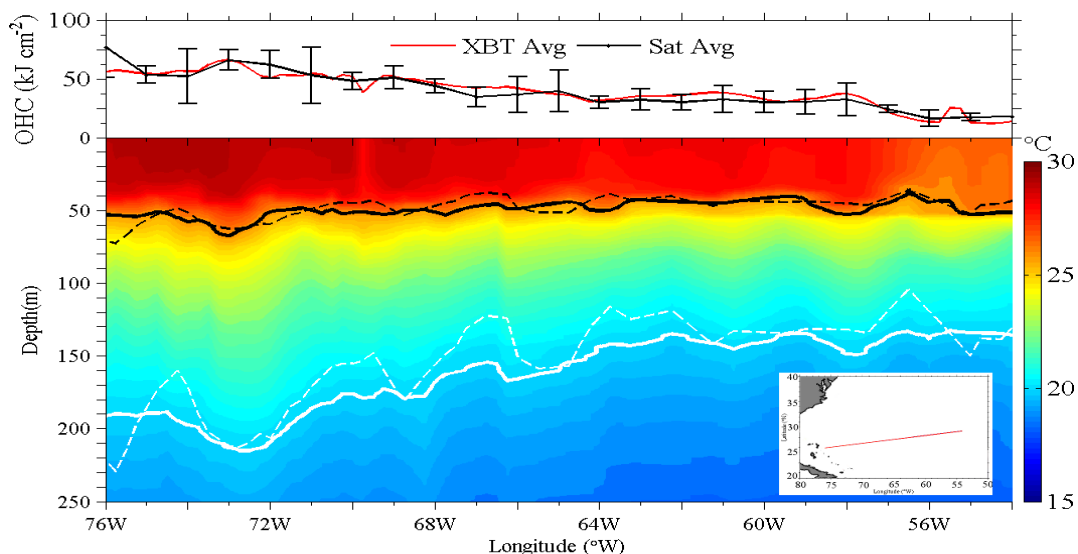 100
50
0
OHC (kJ cm⁻²)
XBT Avg
Sat Avg
°C
50
100
150
200
250
Depth(m)
30
25
20
15
40
35
30
25
20
Latitude (°N)
80 75 70 65 60 55 50
Longitude (°W)
76W 72W 68W 64W 60W 56W
Longitude (°W)